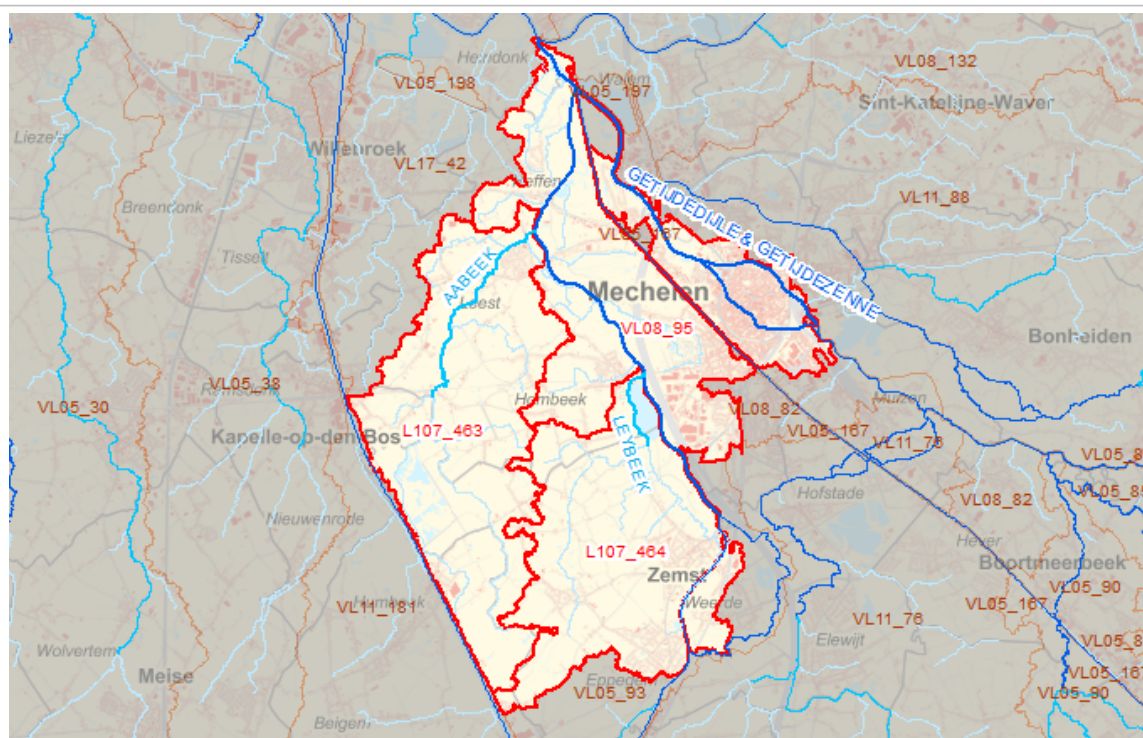 Heindonk
VL05_198
Walem
VL05_197
VL08_132
Sint-Katelijne-Waver
Liezele
Willebroek
VL17_42
Heffen
VL11_88
Breendonk
GETIJDEDIJLE & GETIJDEZENNE
Tisselt
AABEEK
Leest
Mechelen
VL08_95
Bonheiden
VL05_30
VL05_38
Ramsdonk
Hombeek
Muizen
VL08_82
VL05_167
VL11_76
Kapelle-op-den-Bos
L107_463
LEYBEEK
VL05_8
VL05_85
VL08_82
Hofstade
Nieuwenrode
Hever
L107_464
Boortmeerbeek
Zemst
VL05_90
Weerde
VL05_167
Humbeek
VL11_181
VL11_76
Elewijt
VL05_8
Wolvertem
VL05_167
Meise
Eppegem
VL05_93
VL05_90
Beigem